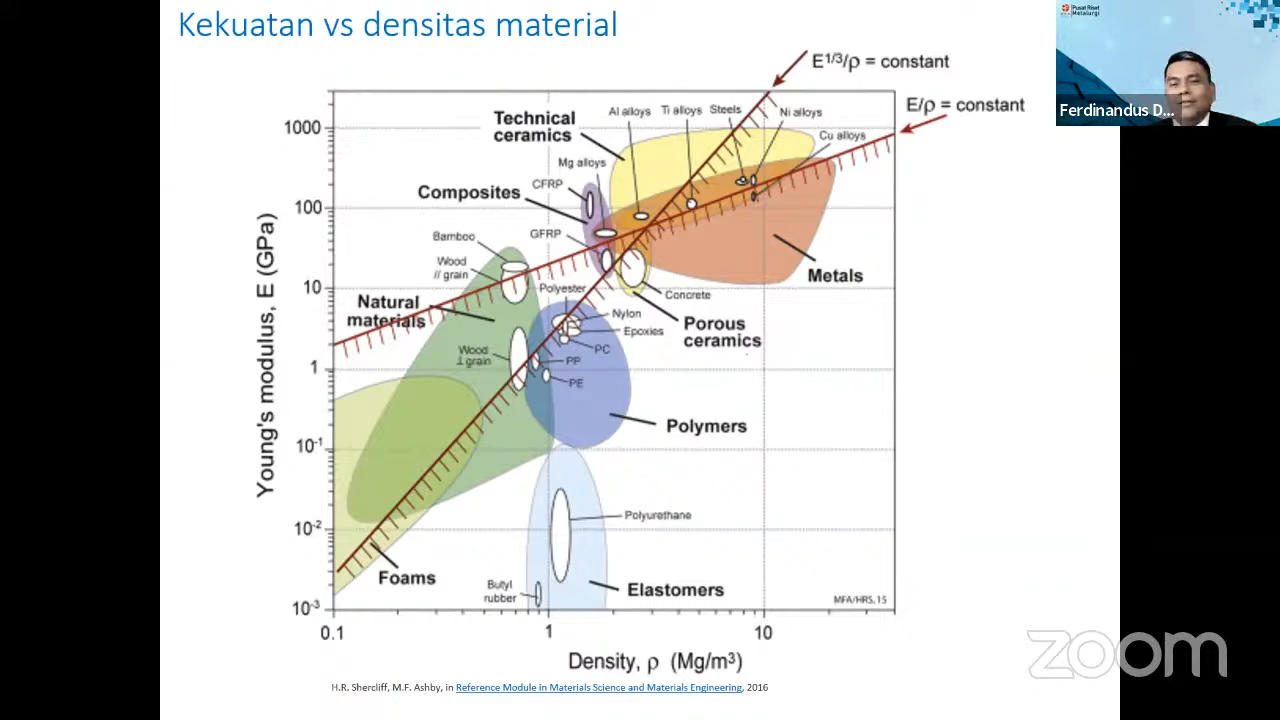 Kekuatan vs densitas material
Pusat Riset
Metalurgi
Ferdinandus D...
E1/3/ρ = constant
E/ρ = constant
Technical
ceramics
Al alloys
Ti alloys
Steels
Ni alloys
Cu alloys
Mg alloys
CFRP
Composites
GFRP
Bamboo
Wood
// grain
Natural
materials
Polyester
Nylon
Epoxies
PC
PP
PE
Wood
⊥ grain
Concrete
Porous
ceramics
Metals
Polymers
Polyurethane
Foams
Butyl
rubber
Elastomers
MFA/HRS, 15
Young's modulus, E (GPa)
1000
100
10
1
10-1
10-2
10-3
0.1
1
10
Density, ρ (Mg/m3)
H.R. Shercliff, M.F. Ashby, in Reference Module in Materials Science and Materials Engineering, 2016
zoom